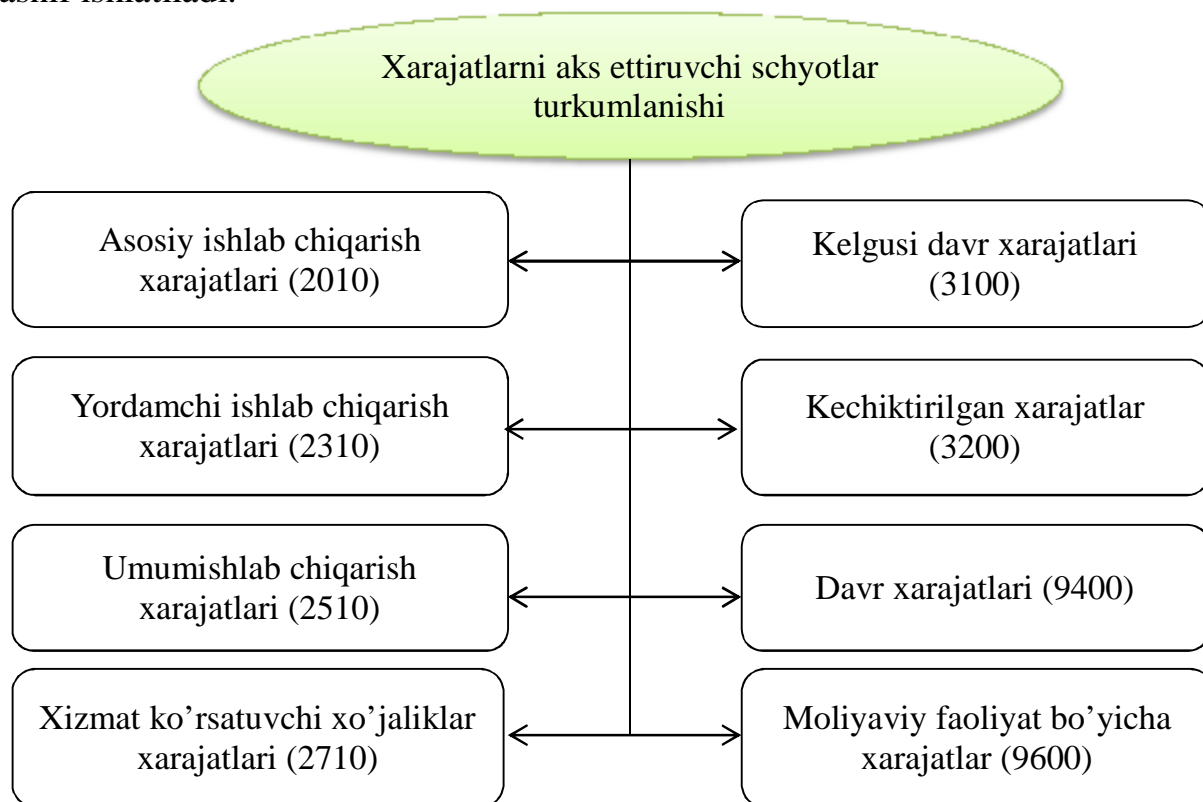 Xarajatlarni aks ettiruvchi schyotlar
turkumlanishi
Asosiy ishlab chiqarish
xarajatlari (2010)
Kelgusi davr xarajatlari
(3100)
Yordamchi ishlab chiqarish
xarajatlari (2310)
Kechiktirilgan xarajatlar
(3200)
Umumishlab chiqarish
xarajatlari (2510)
Davr xarajatlari (9400)
Xizmat ko’rsatuvchi xo’jaliklar
xarajatlari (2710)
Moliyaviy faoliyat bo’yicha
xarajatlar (9600)